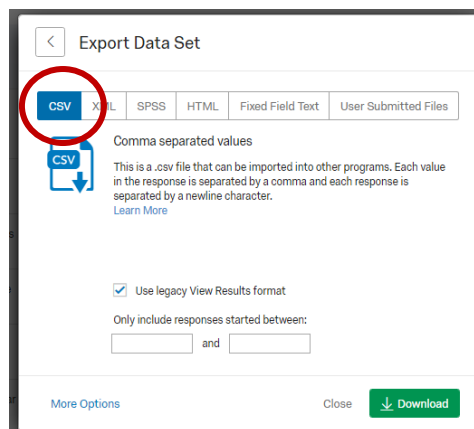 Export Data Set
CSV XML SPSS HTML Fixed Field Text User Submitted Files
Comma separated values
CSV
This is a .csv file that can be imported into other programs. Each value
in the response is separated by a comma and each response is
separated by a newline character.
Learn More
Use legacy View Results format
Only include responses started between:
and
More Options Close Download